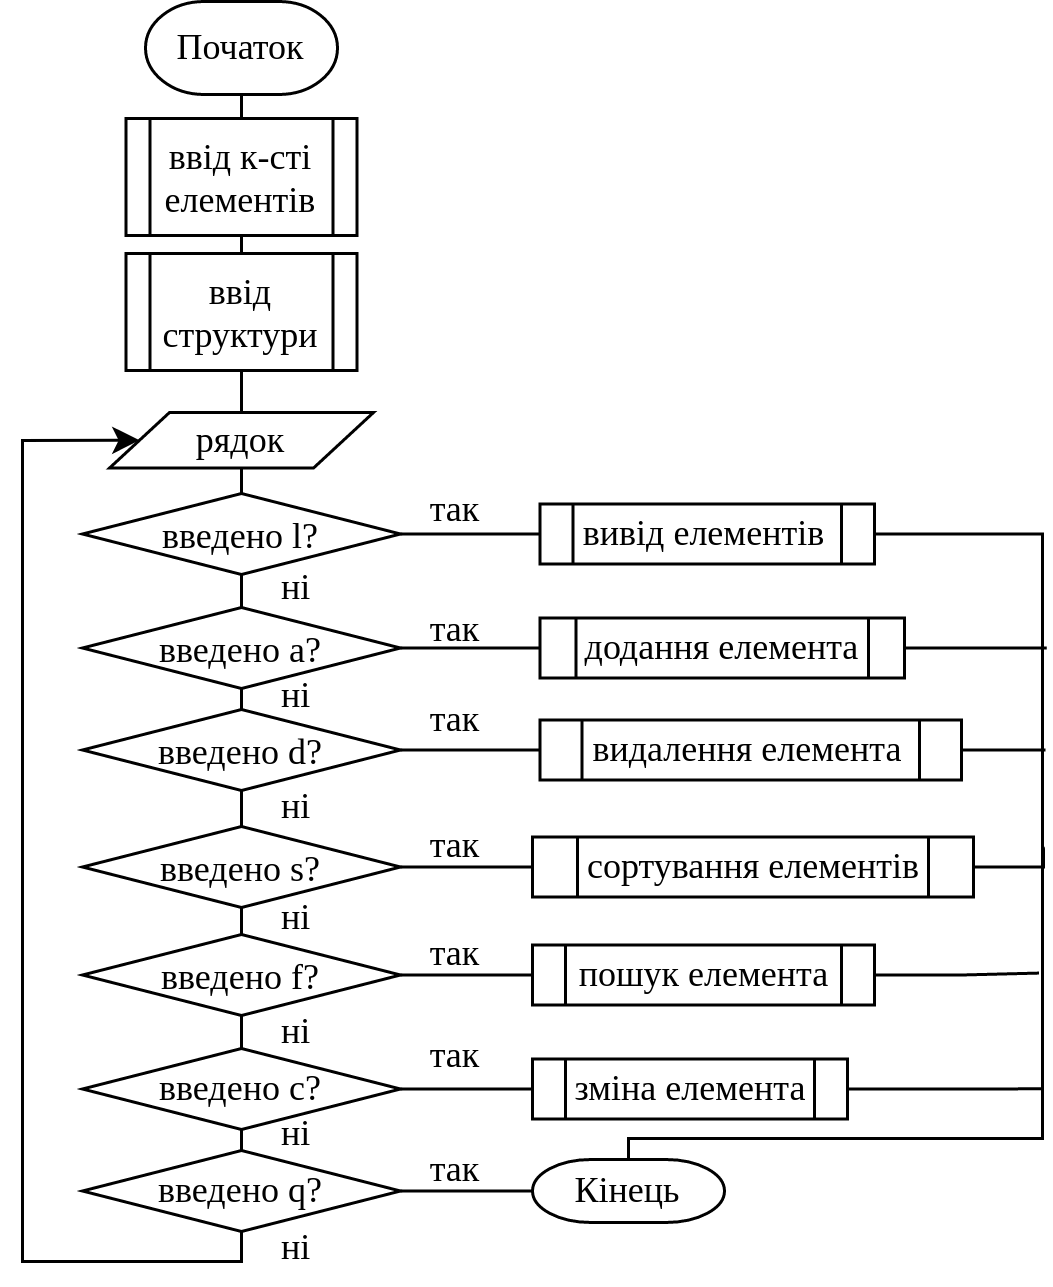 Початок
ввід к-сті
елементів
ввід
структури
рядок
введено l?
так
вивід елементів
ні
введено a?
так
додання елемента
ні
введено d?
так
видалення елемента
ні
введено s?
так
сортування елементів
ні
введено f?
так
пошук елемента
ні
введено c?
так
зміна елемента
ні
введено q?
так
Кінець
ні